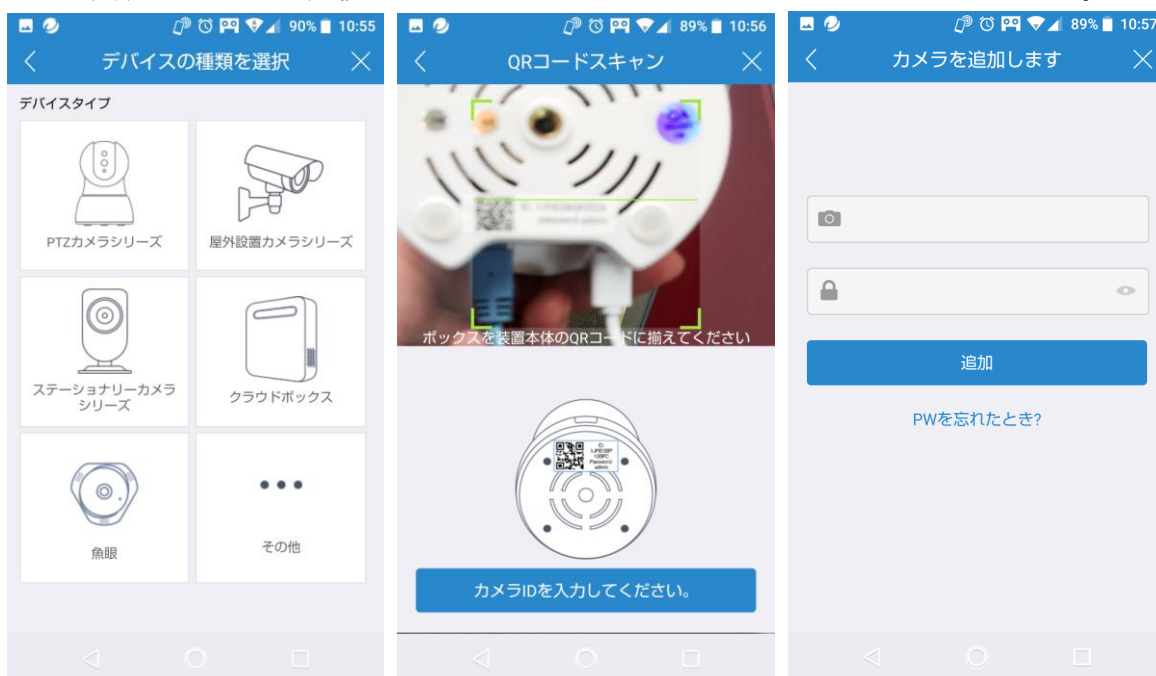 90% 10:55
デバイスの種類を選択
デバイスタイプ
PTZカメラシリーズ
屋外設置カメラシリーズ
ステーショナリーカメラ
シリーズ
クラウドボックス
魚眼
その他
89% 10:56
QRコードスキャン
ボックスを装置本体のQRコードに揃えてください
ID:
Password:
admin
カメラIDを入力してください。
89% 10:57
カメラを追加します
追加
PWを忘れたとき?